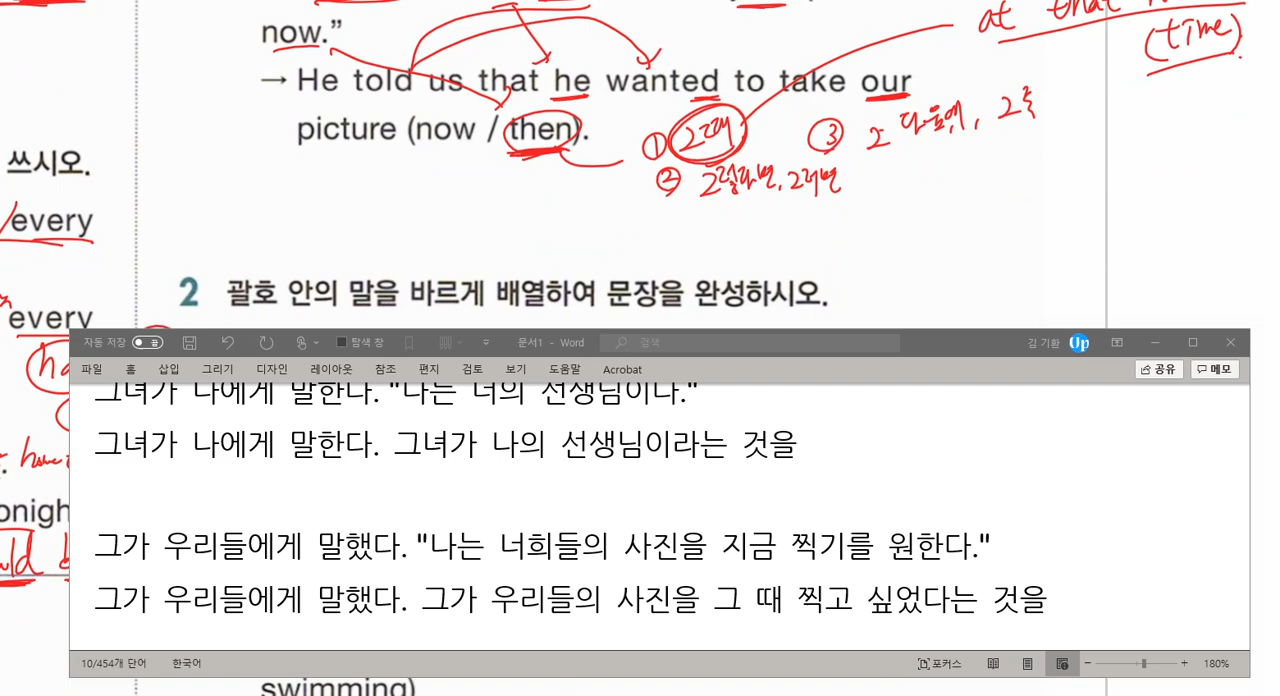 now."
at that
(time)
→ He told us that he wanted to take our
picture (now / then).
① 그때
③ 그 다음에, 그 후
② 그렇다면, 그러면
쓰시오.
/every
every
2 괄호 안의 말을 바르게 배열하여 문장을 완성하시오.
자동 저장 끔 탐색 창 문서1 - Word 검색 김 기환 Up
파일 홈 삽입 그리기 디자인 레이아웃 참조 편지 검토 보기 도움말 Acrobat 공유 메모
그녀가 나에게 말한다. "나는 너의 선생님이다."
그녀가 나에게 말한다. 그녀가 나의 선생님이라는 것을
그가 우리들에게 말했다. "나는 너희들의 사진을 지금 찍기를 원한다."
그가 우리들에게 말했다. 그가 우리들의 사진을 그 때 찍고 싶었다는 것을
10/454개 단어 한국어 포커스 180%
swimming)